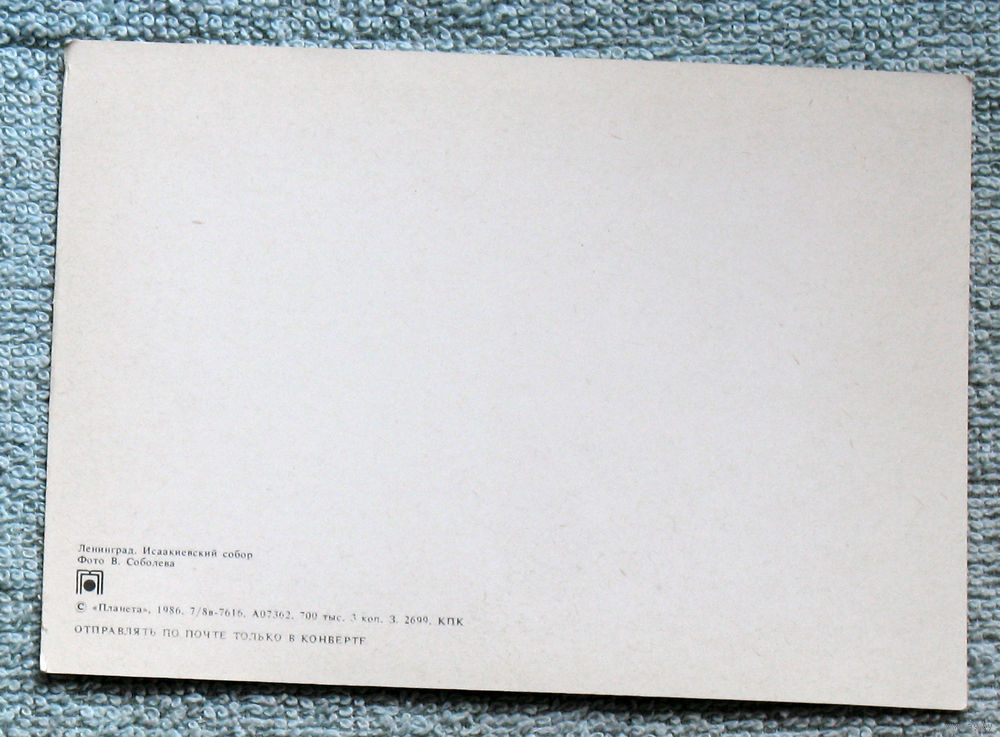 Ленинград. Исаакиевский собор
Фото В. Соболева
© «Планета», 1986. 7/8в-7616. А07362. 700 тыс. 3 коп. З. 2699. КПК
ОТПРАВЛЯТЬ ПО ПОЧТЕ ТОЛЬКО В КОНВЕРТЕ